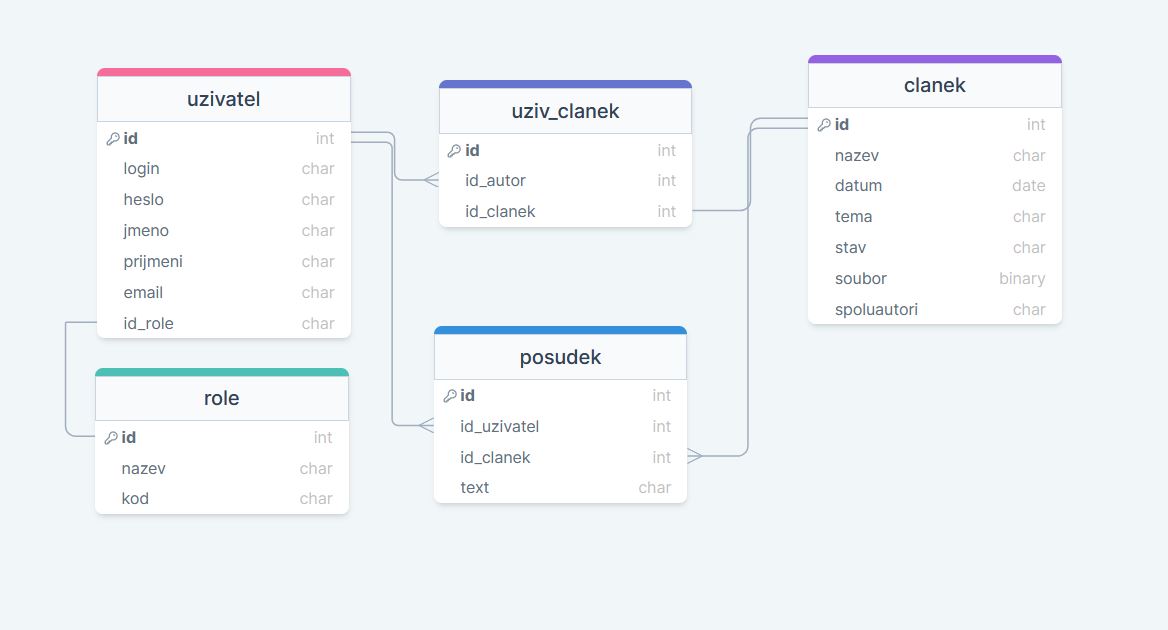 uzivatel
id int
login char
heslo char
jmeno char
prijmeni char
email char
id_role char
role
id int
nazev char
kod char
uziv_clanek
id int
id_autor int
id_clanek int
posudek
id int
id_uzivatel int
id_clanek int
text char
clanek
id int
nazev char
datum date
tema char
stav char
soubor binary
spoluautori char